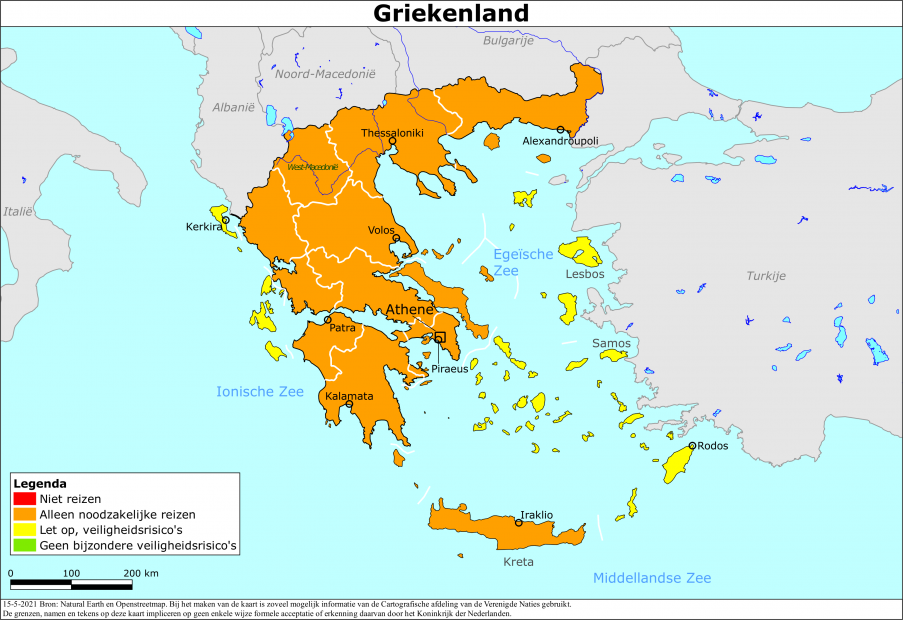 Griekenland
Bulgarije
Noord-Macedonië
Albanië
Thessaloniki
Alexandroupoli
West-Macedonië
Italië
Kerkira
Volos
Egeïsche
Zee
Lesbos
Turkije
Athene
Patra
Samos
Piraeus
Ionische Zee
Kalamata
Rodos
Legenda
Niet reizen
Alleen noodzakelijke reizen
Let op, veiligheidsrisico's
Geen bijzondere veiligheidsrisico's
Iraklio
Kreta
Middellandse Zee
0 100 200 km
15-5-2021 Bron: Natural Earth en Openstreetmap. Bij het maken van de kaart is zoveel mogelijk informatie van de Cartografische afdeling van de Verenigde Naties gebruikt.
De grenzen, namen en tekens op deze kaart impliceren op geen enkele wijze formele acceptatie of erkenning daarvan door het Koninkrijk der Nederlanden.